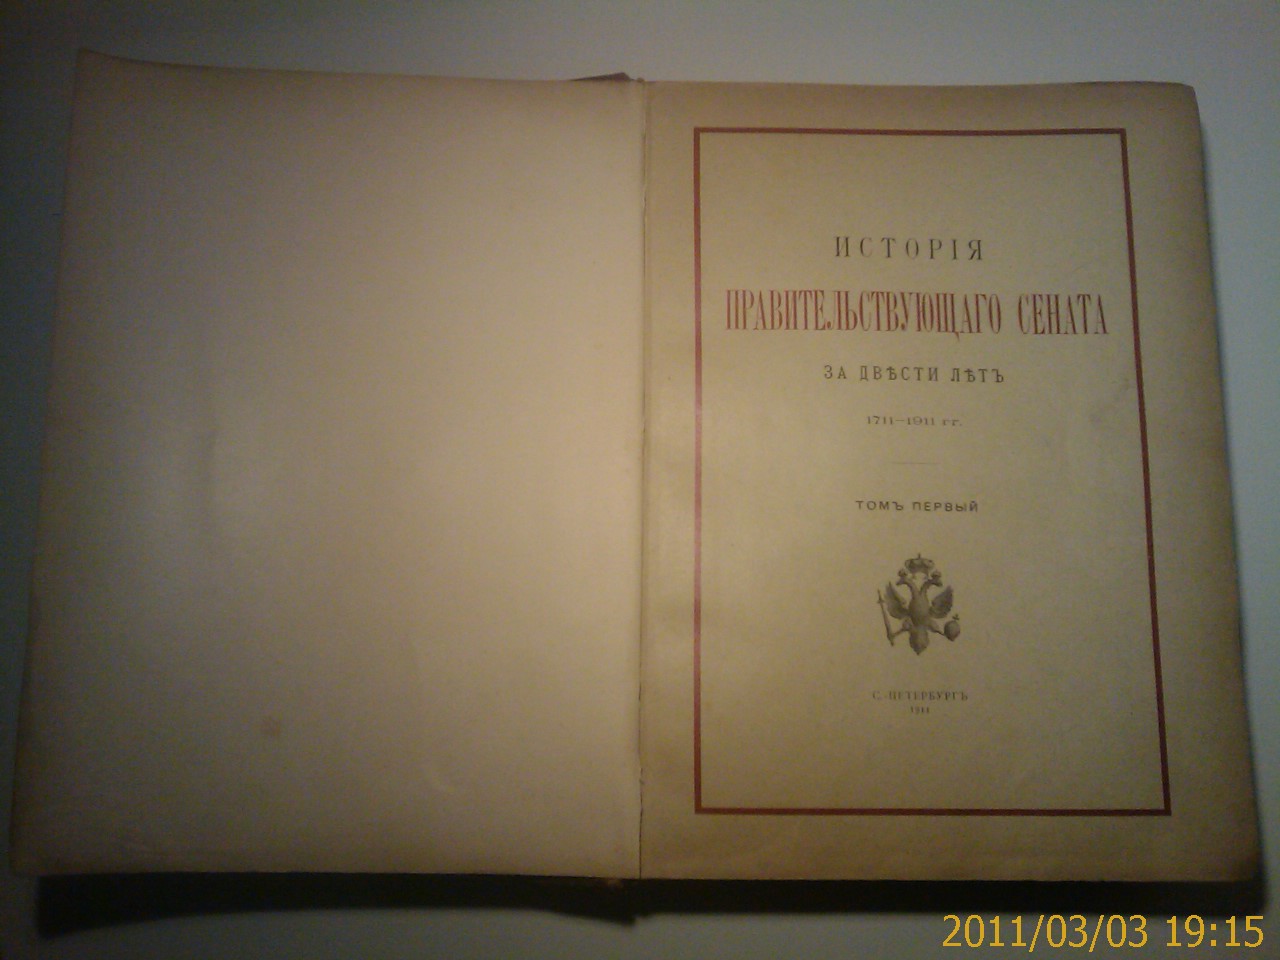 ИСТОРІЯ
ПРАВИТЕЛЬСТВУЮЩАГО СЕНАТА
ЗА ДВѢСТИ ЛѢТЪ
1711–1911 гг.
ТОМЪ ПЕРВЫЙ
С.-ПЕТЕРБУРГЪ
1911
2011/03/03 19:15